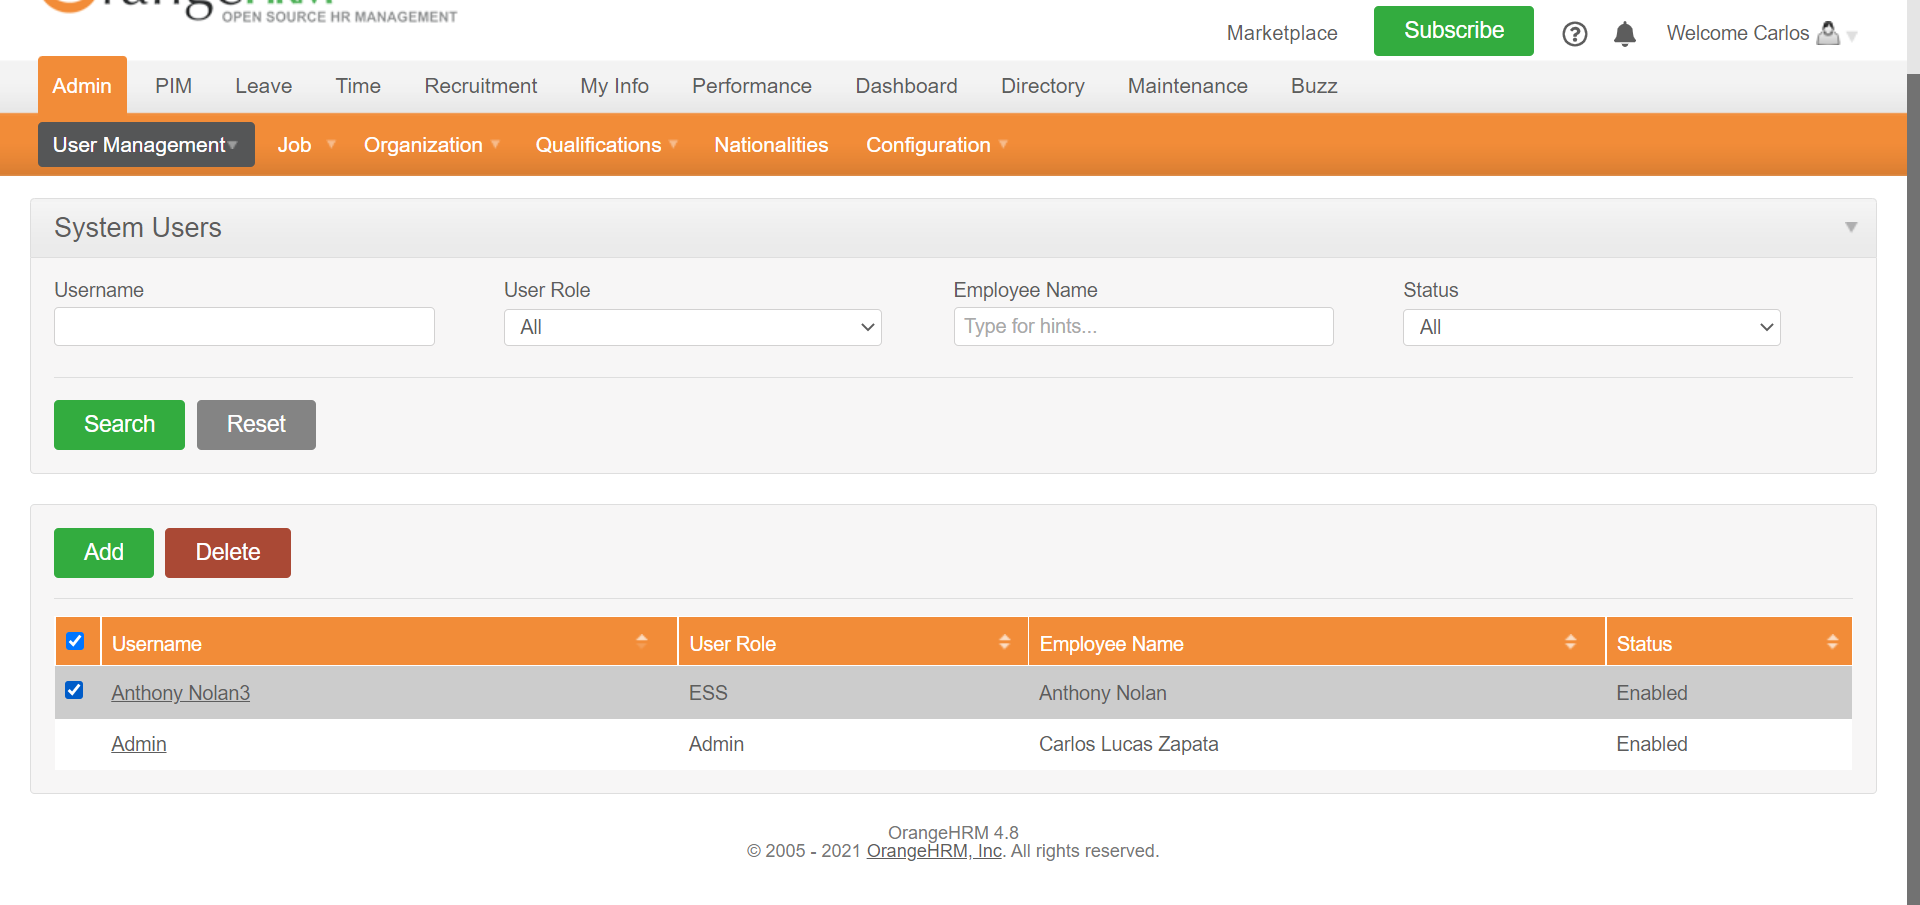 OPEN SOURCE HR MANAGEMENT
Marketplace
Subscribe
Welcome Carlos
Admin PIM Leave Time Recruitment My Info Performance Dashboard Directory Maintenance Buzz
User Management Job Organization Qualifications Nationalities Configuration
System Users
Username User Role Employee Name Status
All Type for hints... All
Search Reset
Add Delete
Username User Role Employee Name Status
Anthony Nolan3 ESS Anthony Nolan Enabled
Admin Admin Carlos Lucas Zapata Enabled
OrangeHRM 4.8
© 2005 - 2021 OrangeHRM, Inc. All rights reserved.